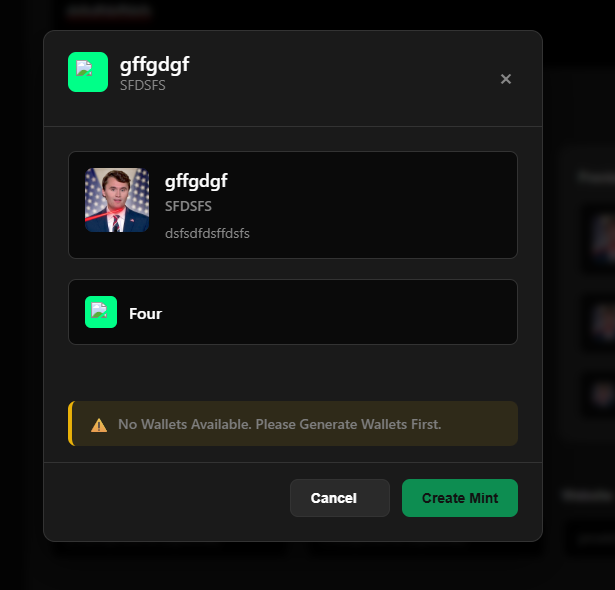 gffgdgf
SFDSFS
×
gffgdgf
SFDSFS
dsfsdfdsffdsfs
Four
No Wallets Available. Please Generate Wallets First.
Cancel
Create Mint